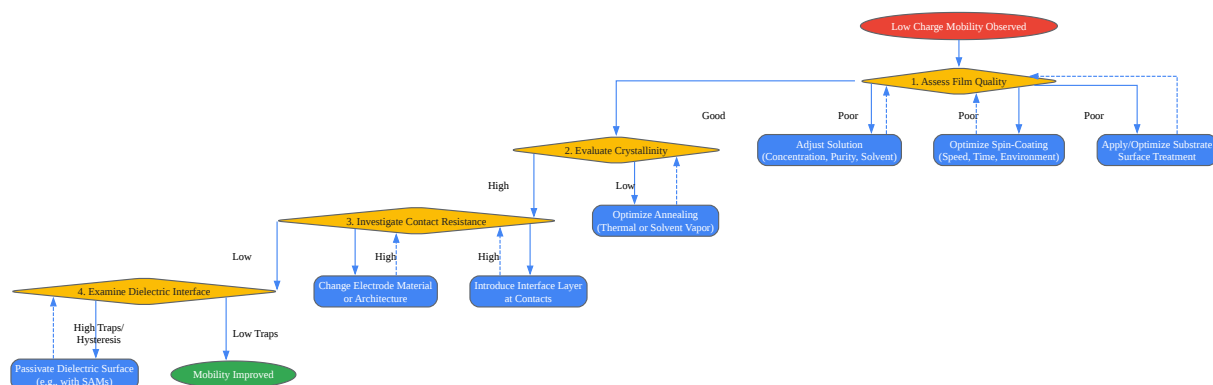 Low Charge Mobility Observed
1. Assess Film Quality
Good
Poor
Poor
Poor
2. Evaluate Crystallinity
Adjust Solution
(Concentration, Purity, Solvent)
Optimize Spin-Coating
(Speed, Time, Environment)
Apply/Optimize Substrate
Surface Treatment
High
Low
3. Investigate Contact Resistance
Optimize Annealing
(Thermal or Solvent Vapor)
Low
High
High
4. Examine Dielectric Interface
Change Electrode Material
or Architecture
Introduce Interface Layer
at Contacts
High Traps/
Hysteresis
Low Traps
Passivate Dielectric Surface
(e.g., with SAMs)
Mobility Improved